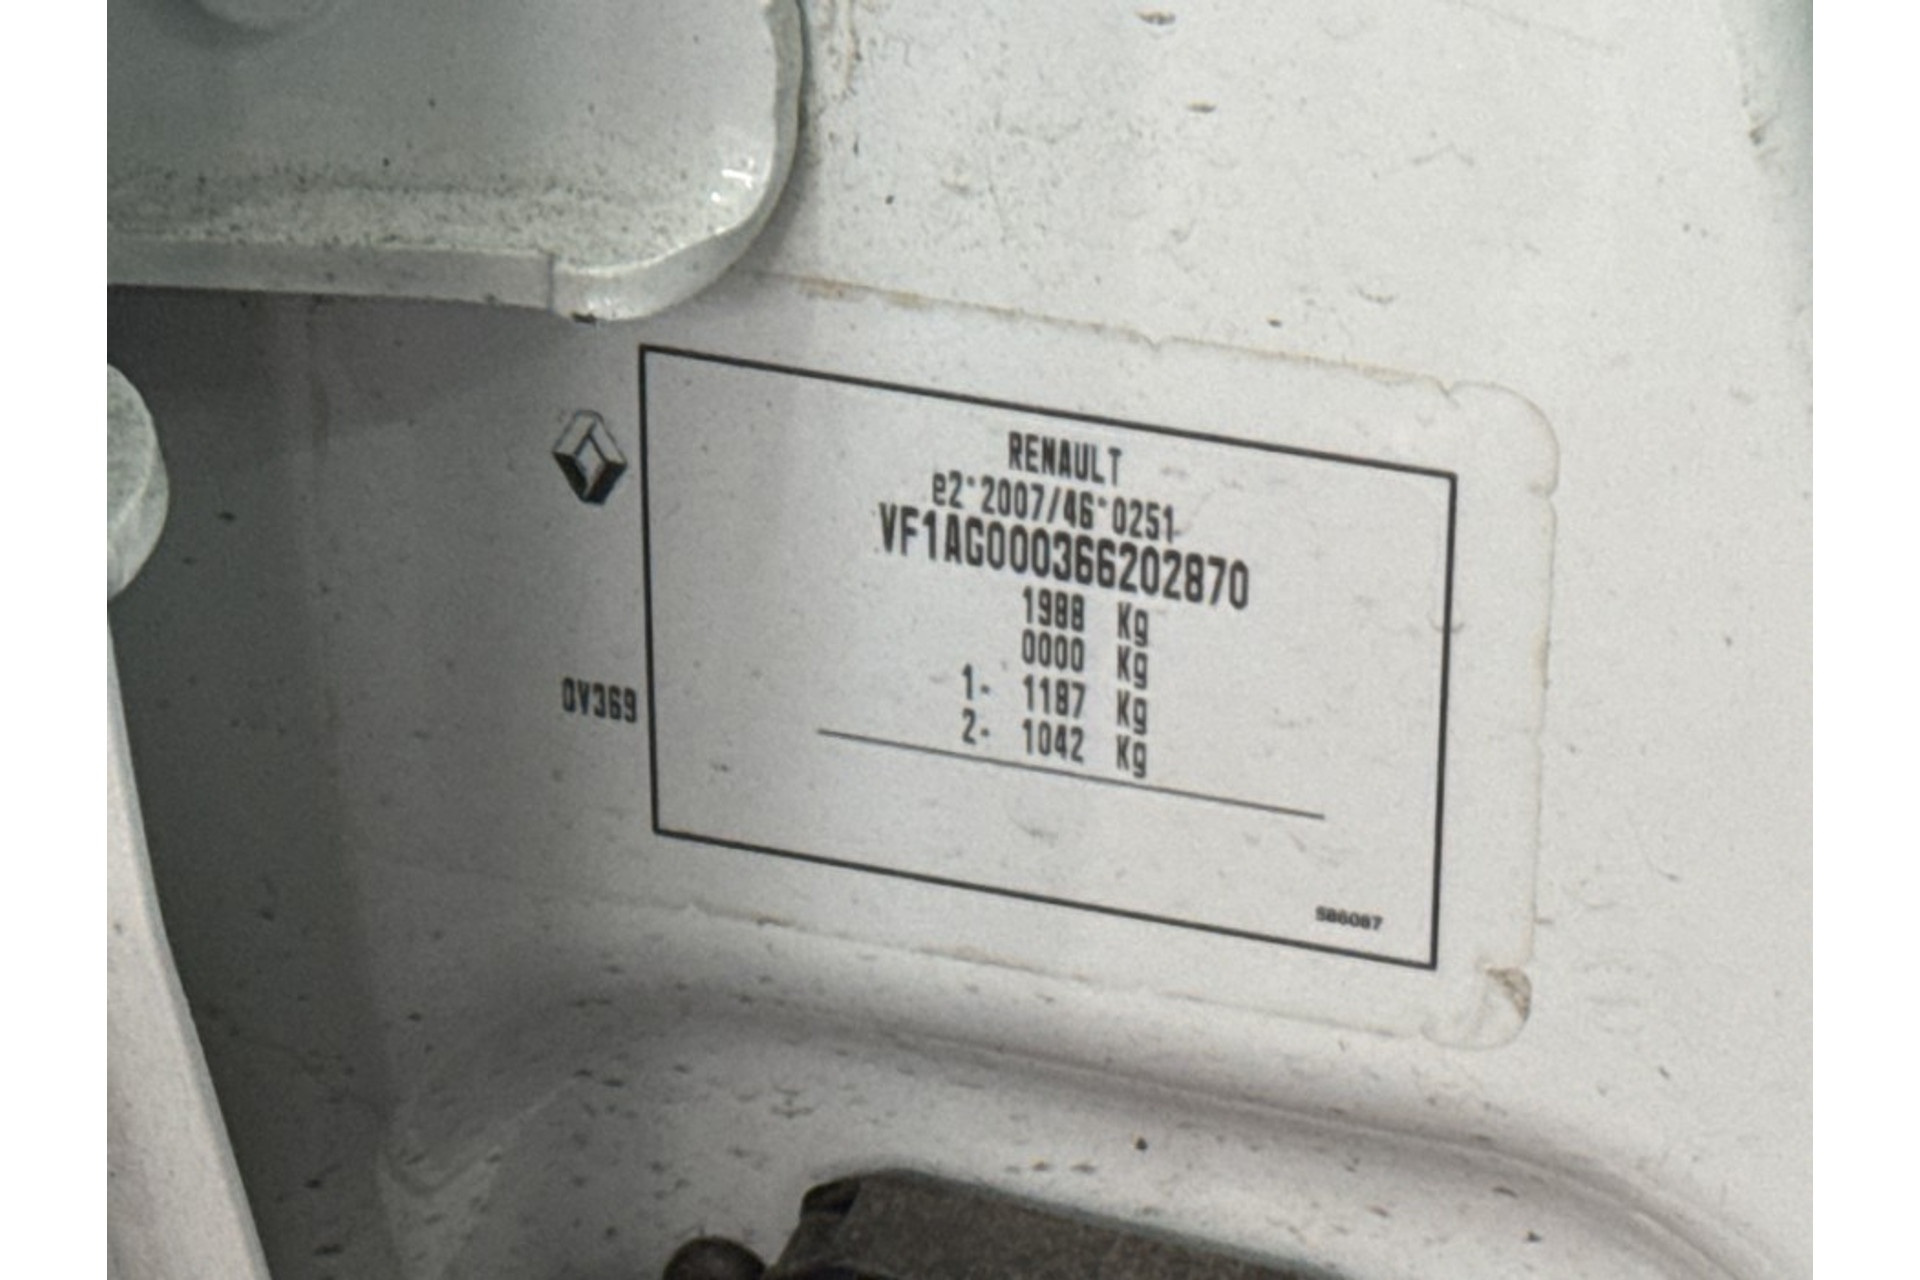 RENAULT
e2*2007/46*0251
VF1AG000366202870
1988 Kg
0000 Kg
1- 1187 Kg
2- 1042 Kg
0V369
586087